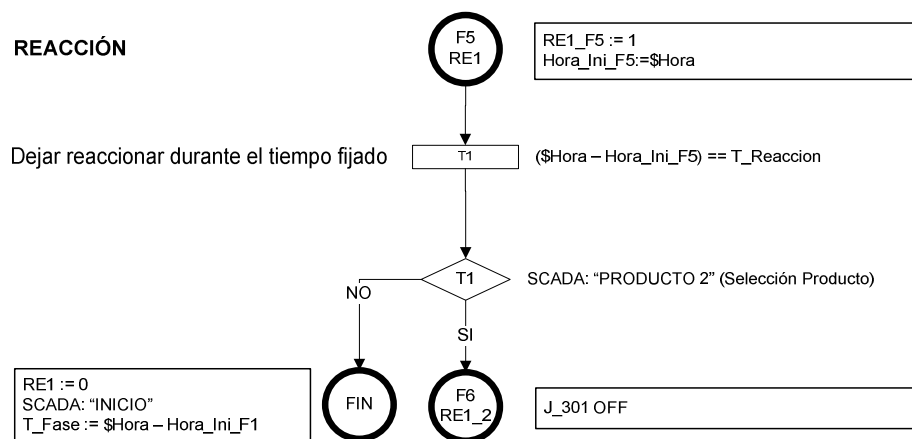 REACCIÓN
F5
RE1
RE1_F5 := 1
Hora_Ini_F5:=$Hora
Dejar reaccionar durante el tiempo fijado
T1
($Hora – Hora_Ini_F5) == T_Reaccion
T1
SCADA: “PRODUCTO 2” (Selección Producto)
NO
SI
RE1 := 0
SCADA: “INICIO”
T_Fase := $Hora – Hora_Ini_F1
FIN
F6
RE1_2
J_301 OFF